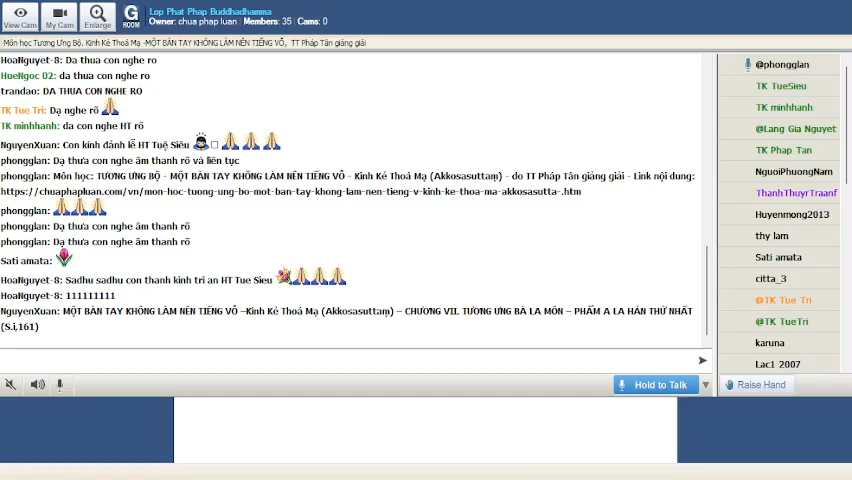 View Cam
My Cam
Enlarge
G
ROOM
Lop Phat Phap Buddhadhamma
Owner: chua phap luan | Members: 35 | Cams: 0
Môn học Tương Ưng Bộ. Kinh Kẻ Thoá Mạ -MỘT BÀN TAY KHÔNG LÀM NÊN TIẾNG VỖ, TT Pháp Tân giảng giải
HoaNguyet-8: Da thua con nghe ro
HueNgoc 02: da thua con nghe ro
trandao: DA THUA CON NGHE RO
TK Tue Tri: Dạ nghe rõ
TK minhhanh: da con nghe HT rõ
NguyenXuan: Con kính đảnh lễ HT Tuệ Siêu
phongglan: Dạ thưa con nghe âm thanh rõ và liên tục
phongglan: Môn học: TƯƠNG ƯNG BỘ - MỘT BÀN TAY KHÔNG LÀM NÊN TIẾNG VỖ - Kinh Kẻ Thoá Mạ (Akkosasuttaṃ) - do TT Pháp Tân giảng giải - Link nội dung:
https://chuaphapluan.com/vn/mon-hoc-tuong-ung-bo-mot-ban-tay-khong-lam-nen-tieng-v-kinh-ke-thoa-ma-akkosasutta-.htm
phongglan:
phongglan: Dạ thưa con nghe âm thanh rõ
phongglan: Dạ thưa con nghe âm thanh rõ
Sati amata:
HoaNguyet-8: Sadhu sadhu con thanh kinh tri an HT Tue Sieu
HoaNguyet-8: 111111111
NguyenXuan: MỘT BÀN TAY KHÔNG LÀM NÊN TIẾNG VỖ –Kinh Kẻ Thoá Mạ (Akkosasuttaṃ) – CHƯƠNG VII. TƯƠNG ƯNG BÀ LA MÔN – PHẨM A LA HÁN THỨ NHẤT
(S.i,161)
Hold to Talk
@phongglan
TK TueSieu
TK minhhanh
@Lang Gia Nguyet
TK Phap Tan
NguoiPhuongNam
ThanhThuyrTraanf
Huyenmong2013
thy lam
Sati amata
citta_3
@TK Tue Tri
@TK TueTri
karuna
Lac1 2007
Raise Hand